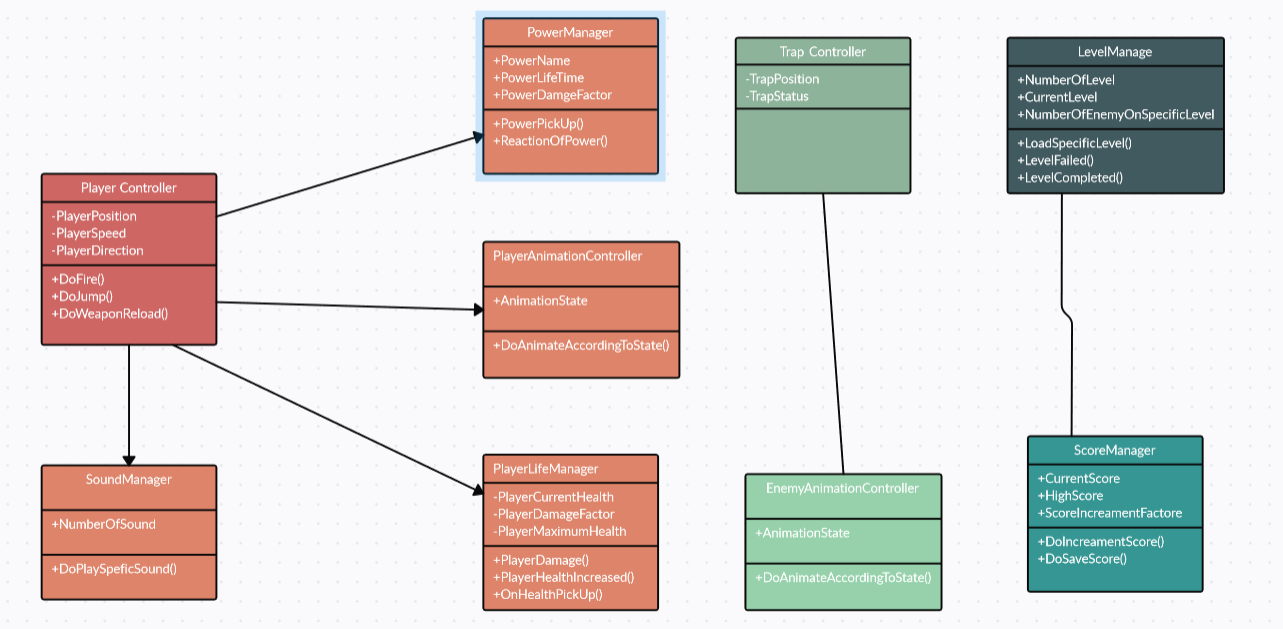 PowerManager
+PowerName
+PowerLifeTime
+PowerDamgeFactor
+PowerPickUp()
+ReactionOfPower()
Trap Controller
-TrapPosition
-TrapStatus
LevelManage
+NumberOfLevel
+CurrentLevel
+NumberOfEnemyOnSpecificLevel
+LoadSpecificLevel()
+LevelFailed()
+LevelCompleted()
Player Controller
-PlayerPosition
-PlayerSpeed
-PlayerDirection
+DoFire()
+DoJump()
+DoWeaponReload()
PlayerAnimationController
+AnimationState
+DoAnimateAccordingToState()
SoundManager
+NumberOfSound
+DoPlaySpeficSound()
PlayerLifeManager
-PlayerCurrentHealth
-PlayerDamageFactor
-PlayerMaximumHealth
+PlayerDamage()
+PlayerHealthIncreased()
+OnHealthPickUp()
EnemyAnimationController
+AnimationState
+DoAnimateAccordingToState()
ScoreManager
+CurrentScore
+HighScore
+ScoreIncreamentFactore
+DoIncreamentScore()
+DoSaveScore()